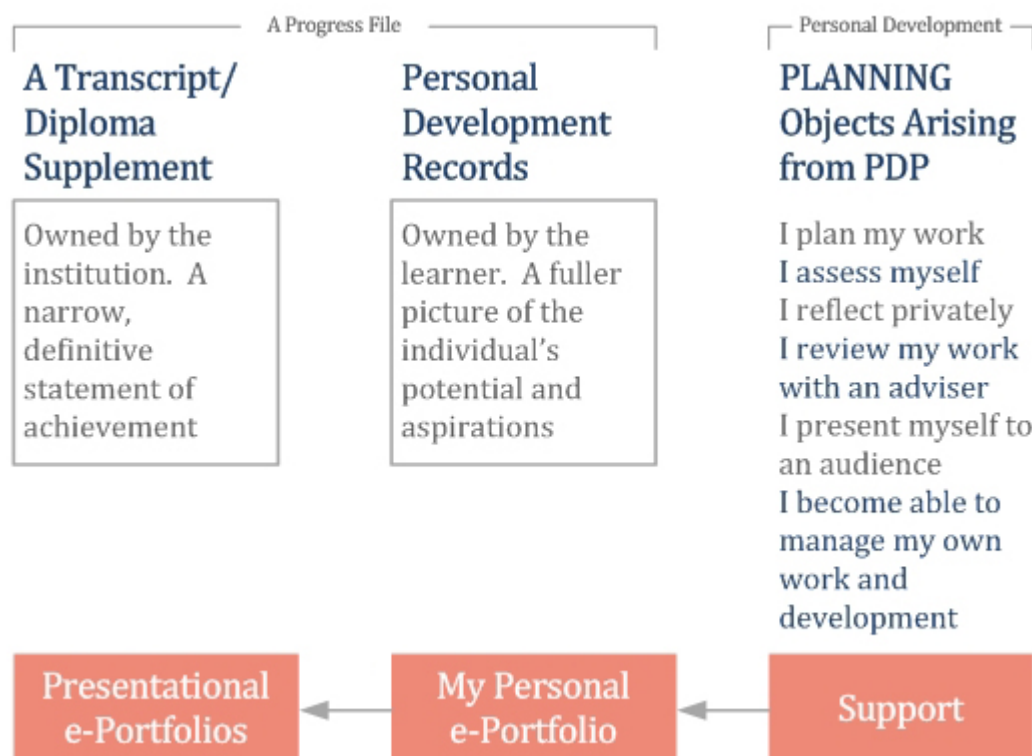 A Progress File
Personal Development
A Transcript/
Diploma
Supplement
Owned by the
institution. A
narrow,
definitive
statement of
achievement
Personal
Development
Records
Owned by the
learner. A fuller
picture of the
individual's
potential and
aspirations
PLANNING
Objects Arising
from PDP
I plan my work
I assess myself
I reflect privately
I review my work
with an adviser
I present myself to
an audience
I become able to
manage my own
work and
development
Presentational
e-Portfolios
My Personal
e-Portfolio
Support